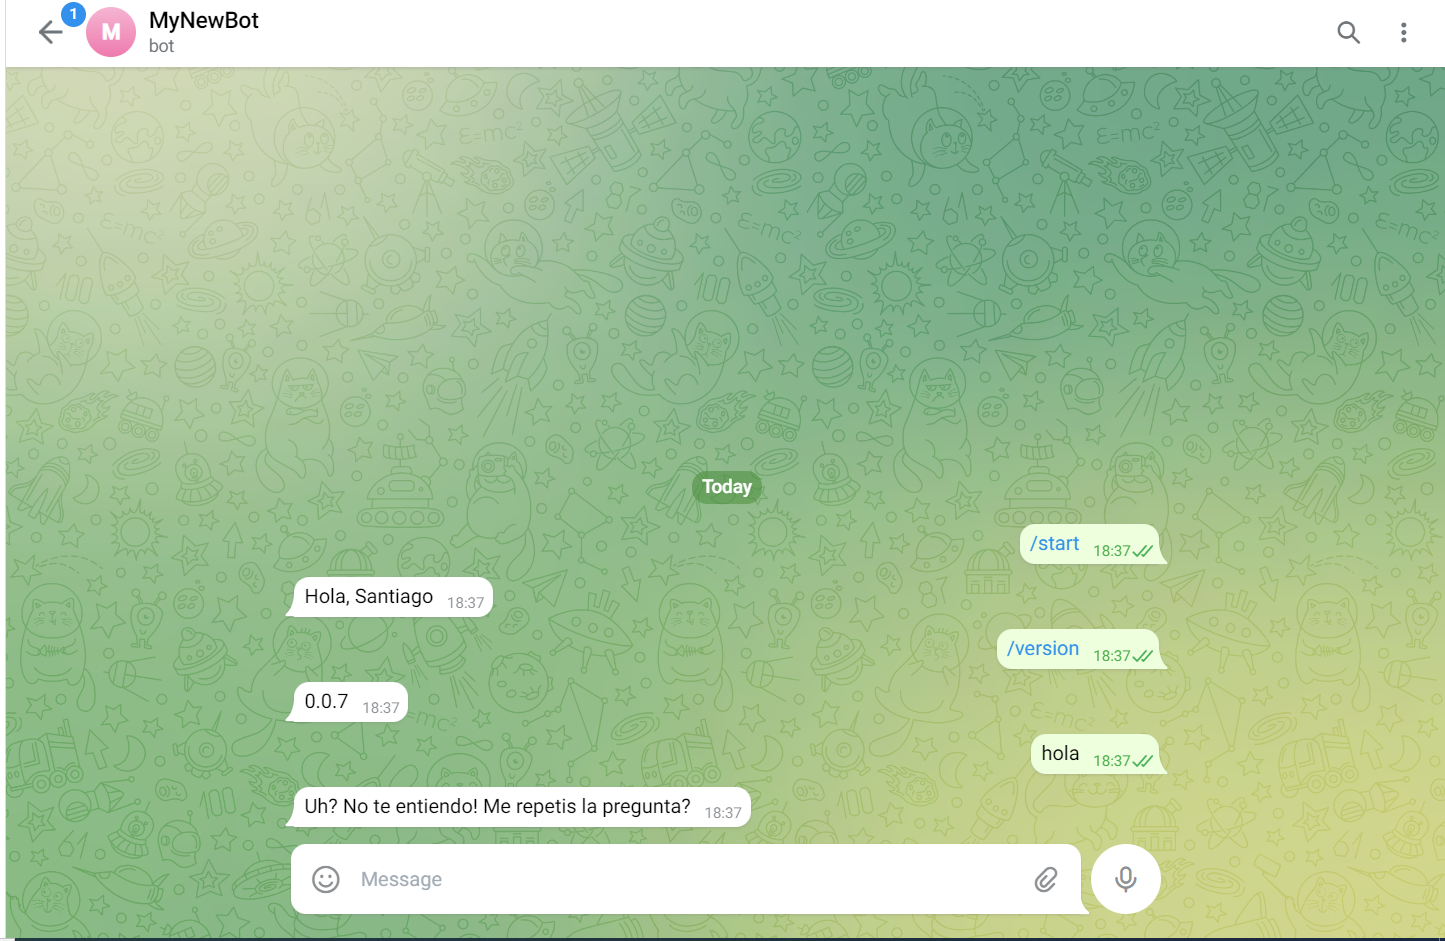 1
M
MyNewBot
bot
Today
/start 18:37
Hola, Santiago 18:37
/version 18:37
0.0.7 18:37
hola 18:37
Uh? No te entiendo! Me repetis la pregunta? 18:37
Message